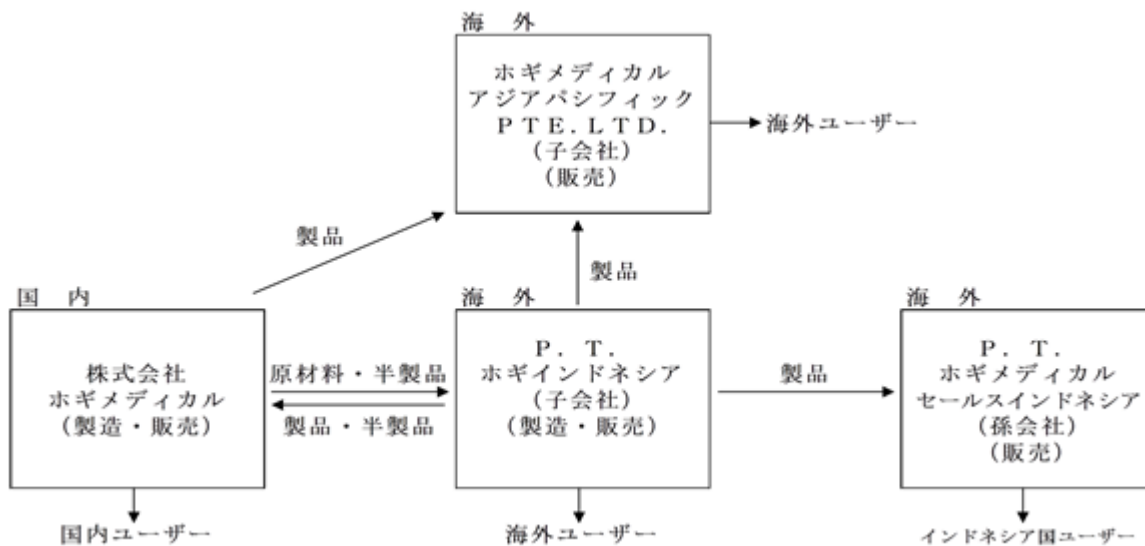 海 外
ホギメディカル
アジアパシフィック
PTE.LTD.
(子会社)
(販売)
海外ユーザー
製品
製品
国 内
株式会社
ホギメディカル
(製造・販売)
原材料・半製品
製品・半製品
海 外
P. T.
ホギインドネシア
(子会社)
(製造・販売)
製品
海 外
P. T.
ホギメディカル
セールスインドネシア
(孫会社)
(販売)
国内ユーザー
海外ユーザー
インドネシア国ユーザー